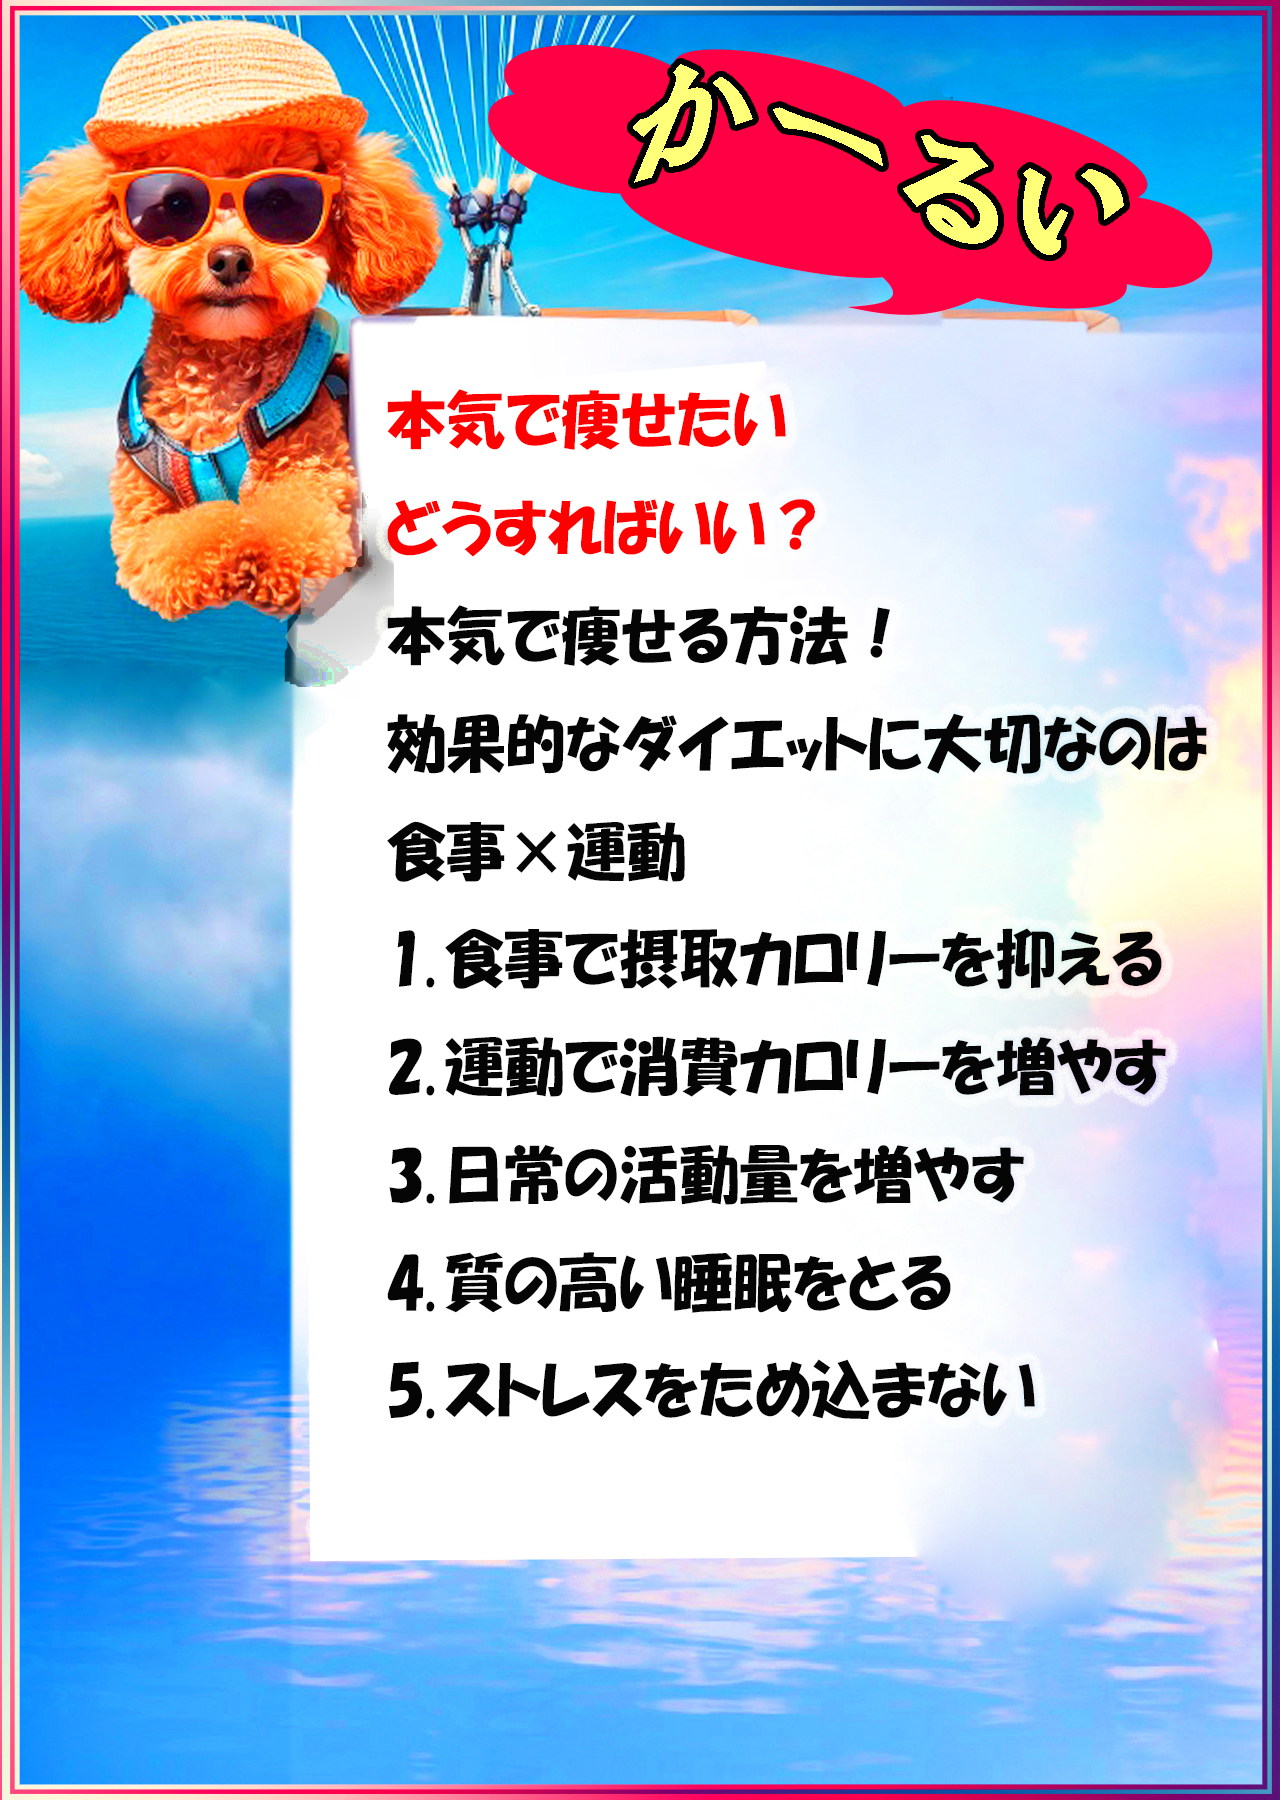 かーるい
本気で痩せたい
どうすればいい？
本気で痩せる方法！
効果的なダイエットに大切なのは
食事×運動
1.食事で摂取カロリーを抑える
2.運動で消費カロリーを増やす
3.日常の活動量を増やす
4.質の高い睡眠をとる
5.ストレスをため込まない